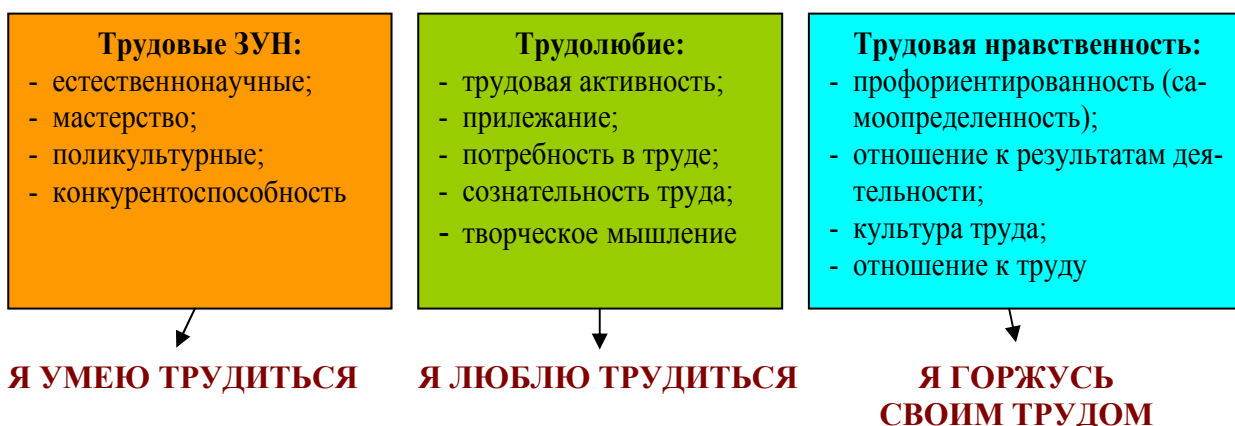 Трудовые ЗУН:
- естественнонаучные;
- мастерство;
- поликультурные;
- конкурентоспособность
Трудолюбие:
- трудовая активность;
- прилежание;
- потребность в труде;
- сознательность труда;
- творческое мышление
Трудовая нравственность:
- профориентированность (са-
моопределенность);
- отношение к результатам дея-
тельности;
- культура труда;
- отношение к труду
Я УМЕЮ ТРУДИТЬСЯ
Я ЛЮБЛЮ ТРУДИТЬСЯ
Я ГОРЖУСЬ
СВОИМ ТРУДОМ